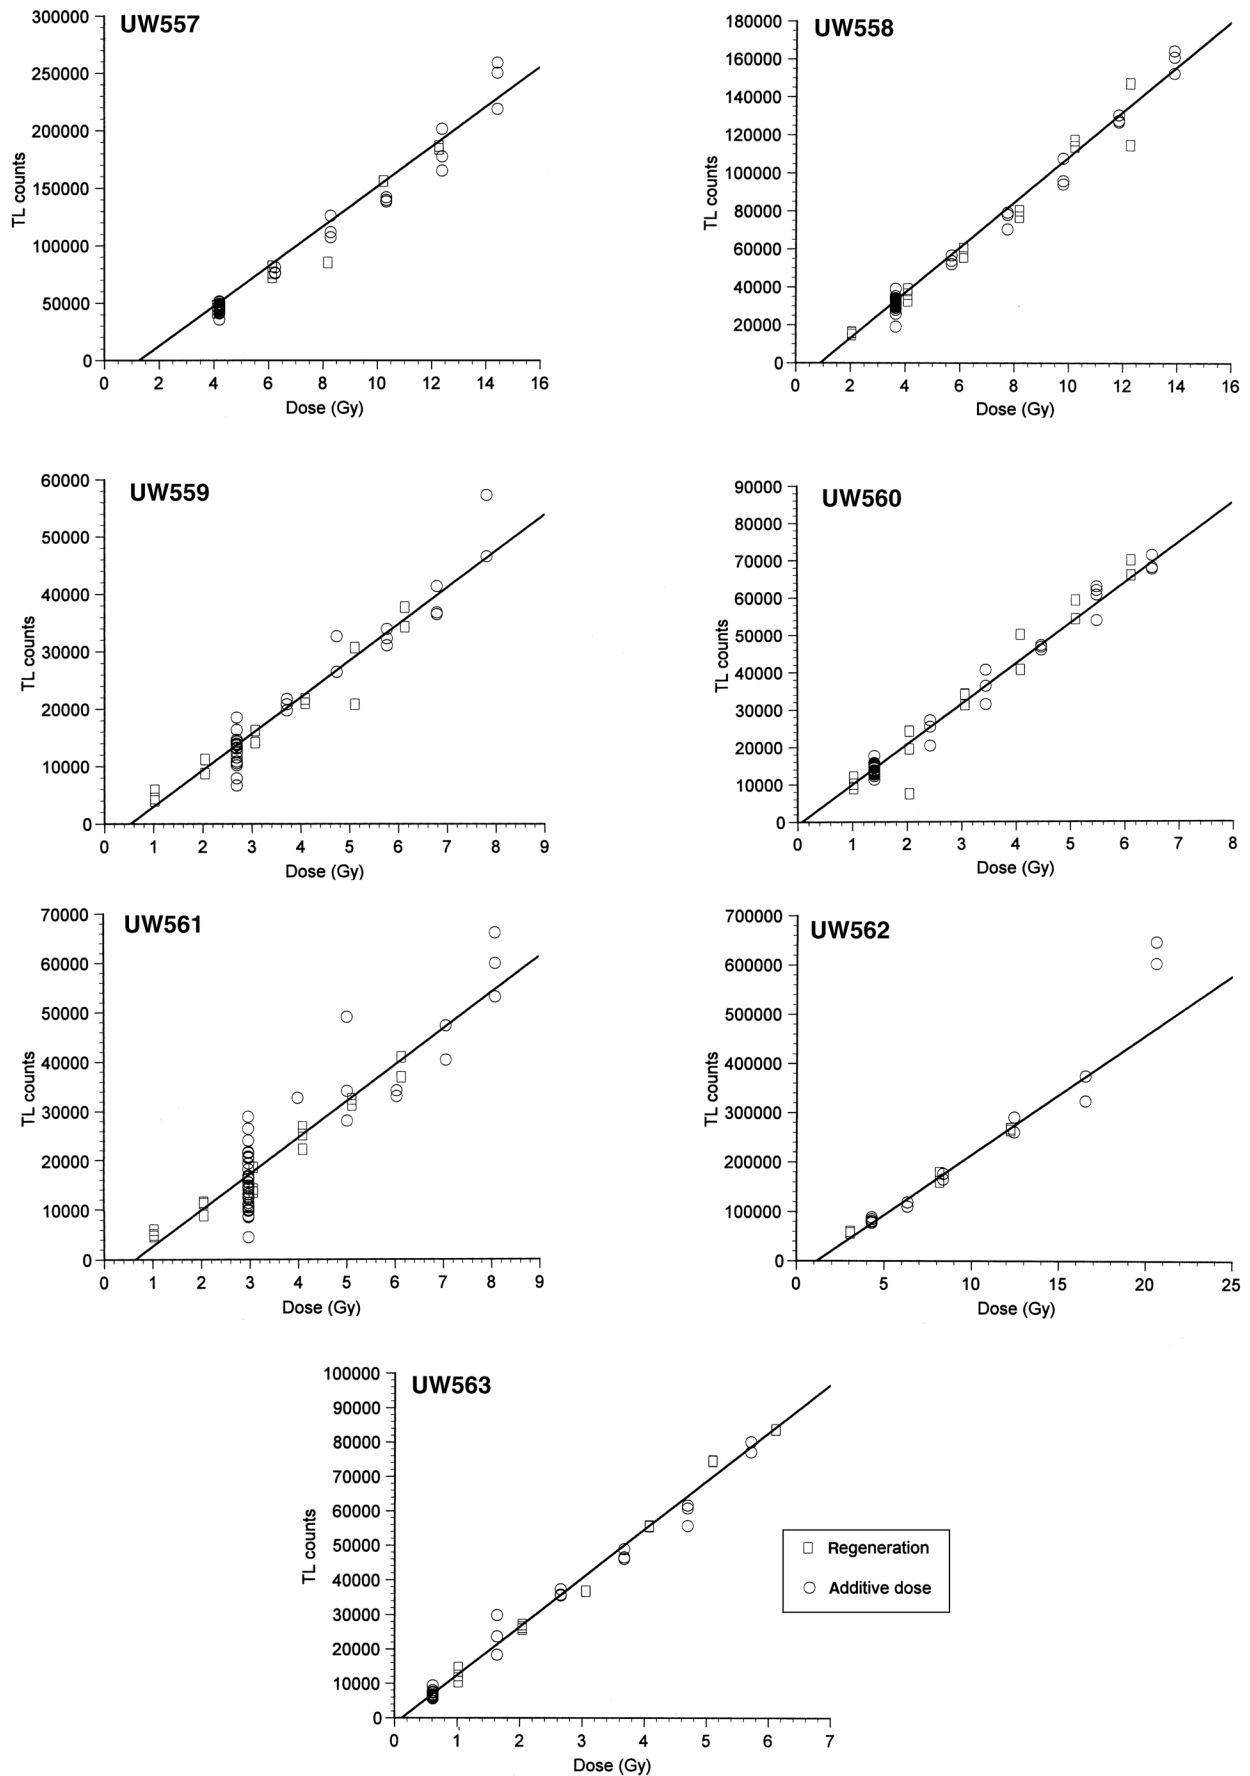 UW557
300000
250000
200000
150000
100000
50000
0
TL counts
0 2 4 6 8 10 12 14 16
Dose (Gy)
UW558
180000
160000
140000
120000
100000
80000
60000
40000
20000
0
TL counts
0 2 4 6 8 10 12 14 16
Dose (Gy)
UW559
60000
50000
40000
30000
20000
10000
0
TL counts
0 1 2 3 4 5 6 7 8 9
Dose (Gy)
UW560
90000
80000
70000
60000
50000
40000
30000
20000
10000
0
TL counts
0 1 2 3 4 5 6 7 8
Dose (Gy)
UW561
70000
60000
50000
40000
30000
20000
10000
0
TL counts
0 1 2 3 4 5 6 7 8 9
Dose (Gy)
UW562
700000
600000
500000
400000
300000
200000
100000
0
TL counts
0 5 10 15 20 25
Dose (Gy)
UW563
100000
90000
80000
70000
60000
50000
40000
30000
20000
10000
0
TL counts
0 1 2 3 4 5 6 7
Dose (Gy)
Regeneration
Additive dose